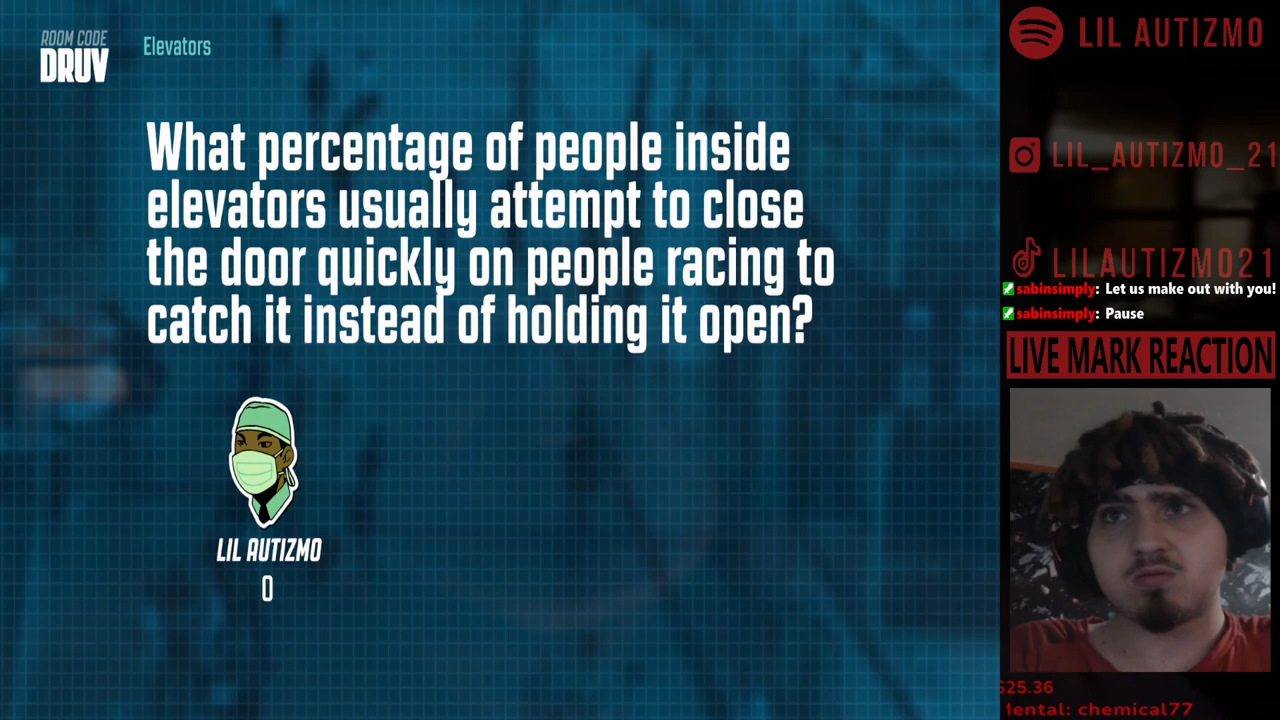 ROOM CODE
DRUV
Elevators
What percentage of people inside
elevators usually attempt to close
the door quickly on people racing to
catch it instead of holding it open?
LIL AUTIZMO
0
LIL AUTIZMO
LIL_AUTIZMO_21
LILAUTIZMO21
sabinsimply: Let us make out with you!
sabinsimply: Pause
LIVE MARK REACTION
$25.36
chemical77